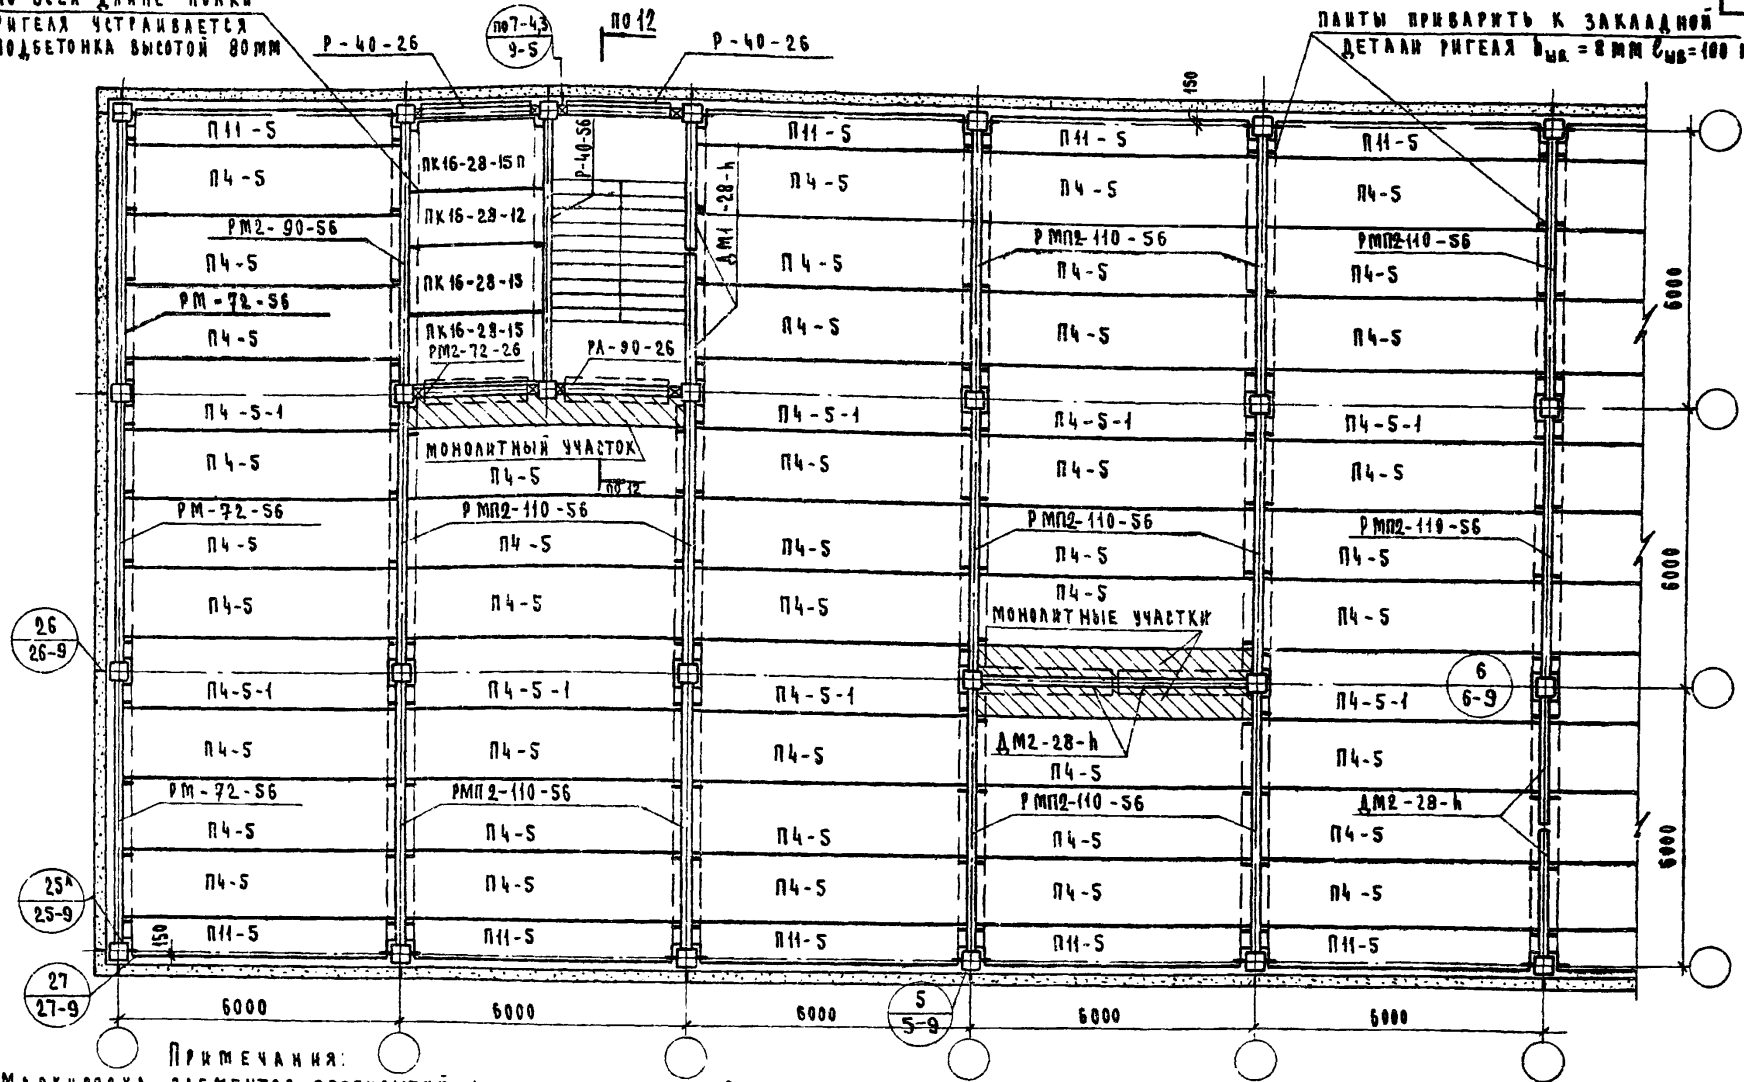 РИГЕЛЯ УСТРАИВАЕТСЯ
ПОДБЕТОНКА ВЫСОТОЙ 80ММ
Р-40-26
по 7-4,3
9-5
ПО 12
Р-40-26
ПЛИТЫ ПРИВАРИТЬ К ЗАКЛАДНОЙ
ДЕТАЛИ РИГЕЛЯ hшв. = 8 ММ ℓшв=100
150
П11-5
ПК16-28-15П
Р-40-56
П11-5
П11-5
П11-5
П4-5
П4-5
П4-5
П4-5
ДМ1-28-h
ПК16-28-12
РМ2-90-56
РМП2-110-56
РМП2-110-56
П4-5
П4-5
П4-5
П4-5
ПК16-28-15
6000
РМ-72-56
П4-5
ПК16-28-15
П4-5
П4-5
П4-5
РМ2-72-26
РЛ-90-26
П4-5-1
П4-5-1
П4-5-1
П4-5-1
МОНОЛИТНЫЙ УЧАСТОК
П4-5
П4-5
П4-5
П4-5
П4-5
по 12
РМ-72-56
РМП2-110-56
РМП2-110-56
РМП2-110-56
П4-5
П4-5
П4-5
П4-5
П4-5
6000
П4-5
П4-5
П4-5
П4-5
П4-5
МОНОЛИТНЫЕ УЧАСТКИ
26
26-9
6
6-9
П4-5-1
П4-5-1
П4-5-1
П4-5-1
ДМ2-28-h
П4-5
П4-5
П4-5
П4-5
П4-5
РМ-72-56
РМП2-110-56
РМП2-110-56
ДМ2-28-h
П4-5
П4-5
П4-5
П4-5
П4-5
6000
25А
25-9
П4-5
П4-5
П4-5
П4-5
П4-5
П11-5
150
П11-5
П11-5
П11-5
П11-5
27
27-9
5
5-9
6000
6000
6000
6000
6000
ПРИМЕЧАНИЯ: